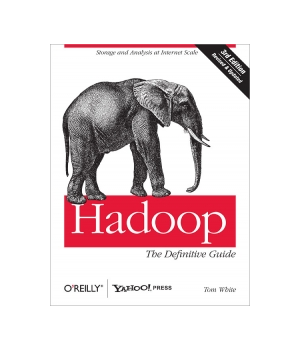 Storage and Analysis at Internet Scale
3rd Edition
Revised & Updated
Hadoop
The Definitive Guide
O'REILLY®
YAHOO! PRESS
Tom White